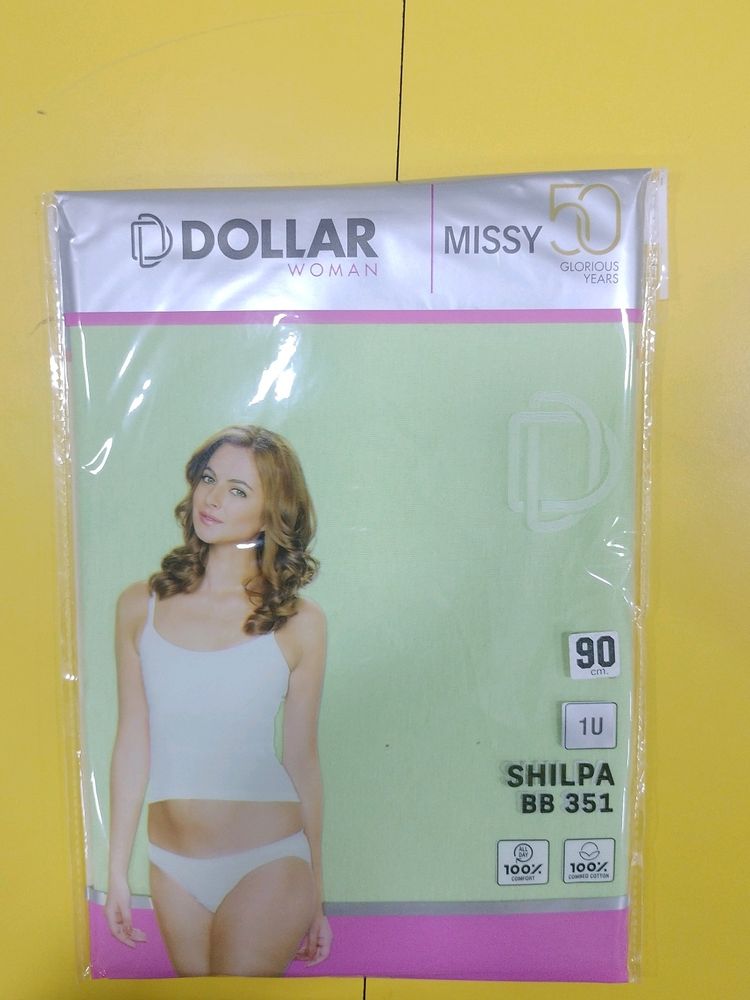 DOLLAR
WOMAN
MISSY
50
GLORIOUS
YEARS
90
cm.
1U
SHILPA
BB 351
ALL
DAY
100%
COMFORT
100%
COMBED COTTON